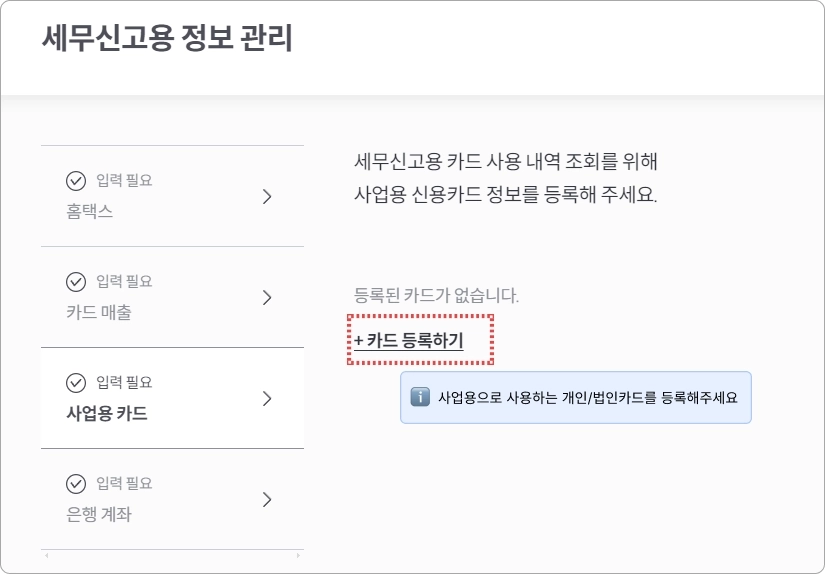 세무신고용 정보 관리
입력 필요
홈택스
입력 필요
카드 매출
입력 필요
사업용 카드
입력 필요
은행 계좌
세무신고용 카드 사용 내역 조회를 위해
사업용 신용카드 정보를 등록해 주세요.
등록된 카드가 없습니다.
+ 카드 등록하기
i 사업용으로 사용하는 개인/법인카드를 등록해주세요